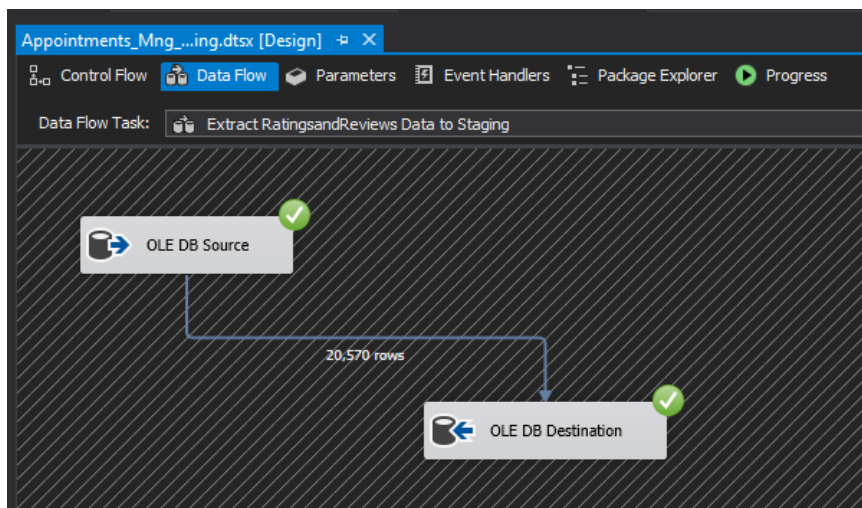 Appointments_Mng_...ing.dtsx [Design]
Control Flow Data Flow Parameters Event Handlers Package Explorer Progress
Data Flow Task: Extract RatingsandReviews Data to Staging
OLE DB Source
20,570 rows
OLE DB Destination